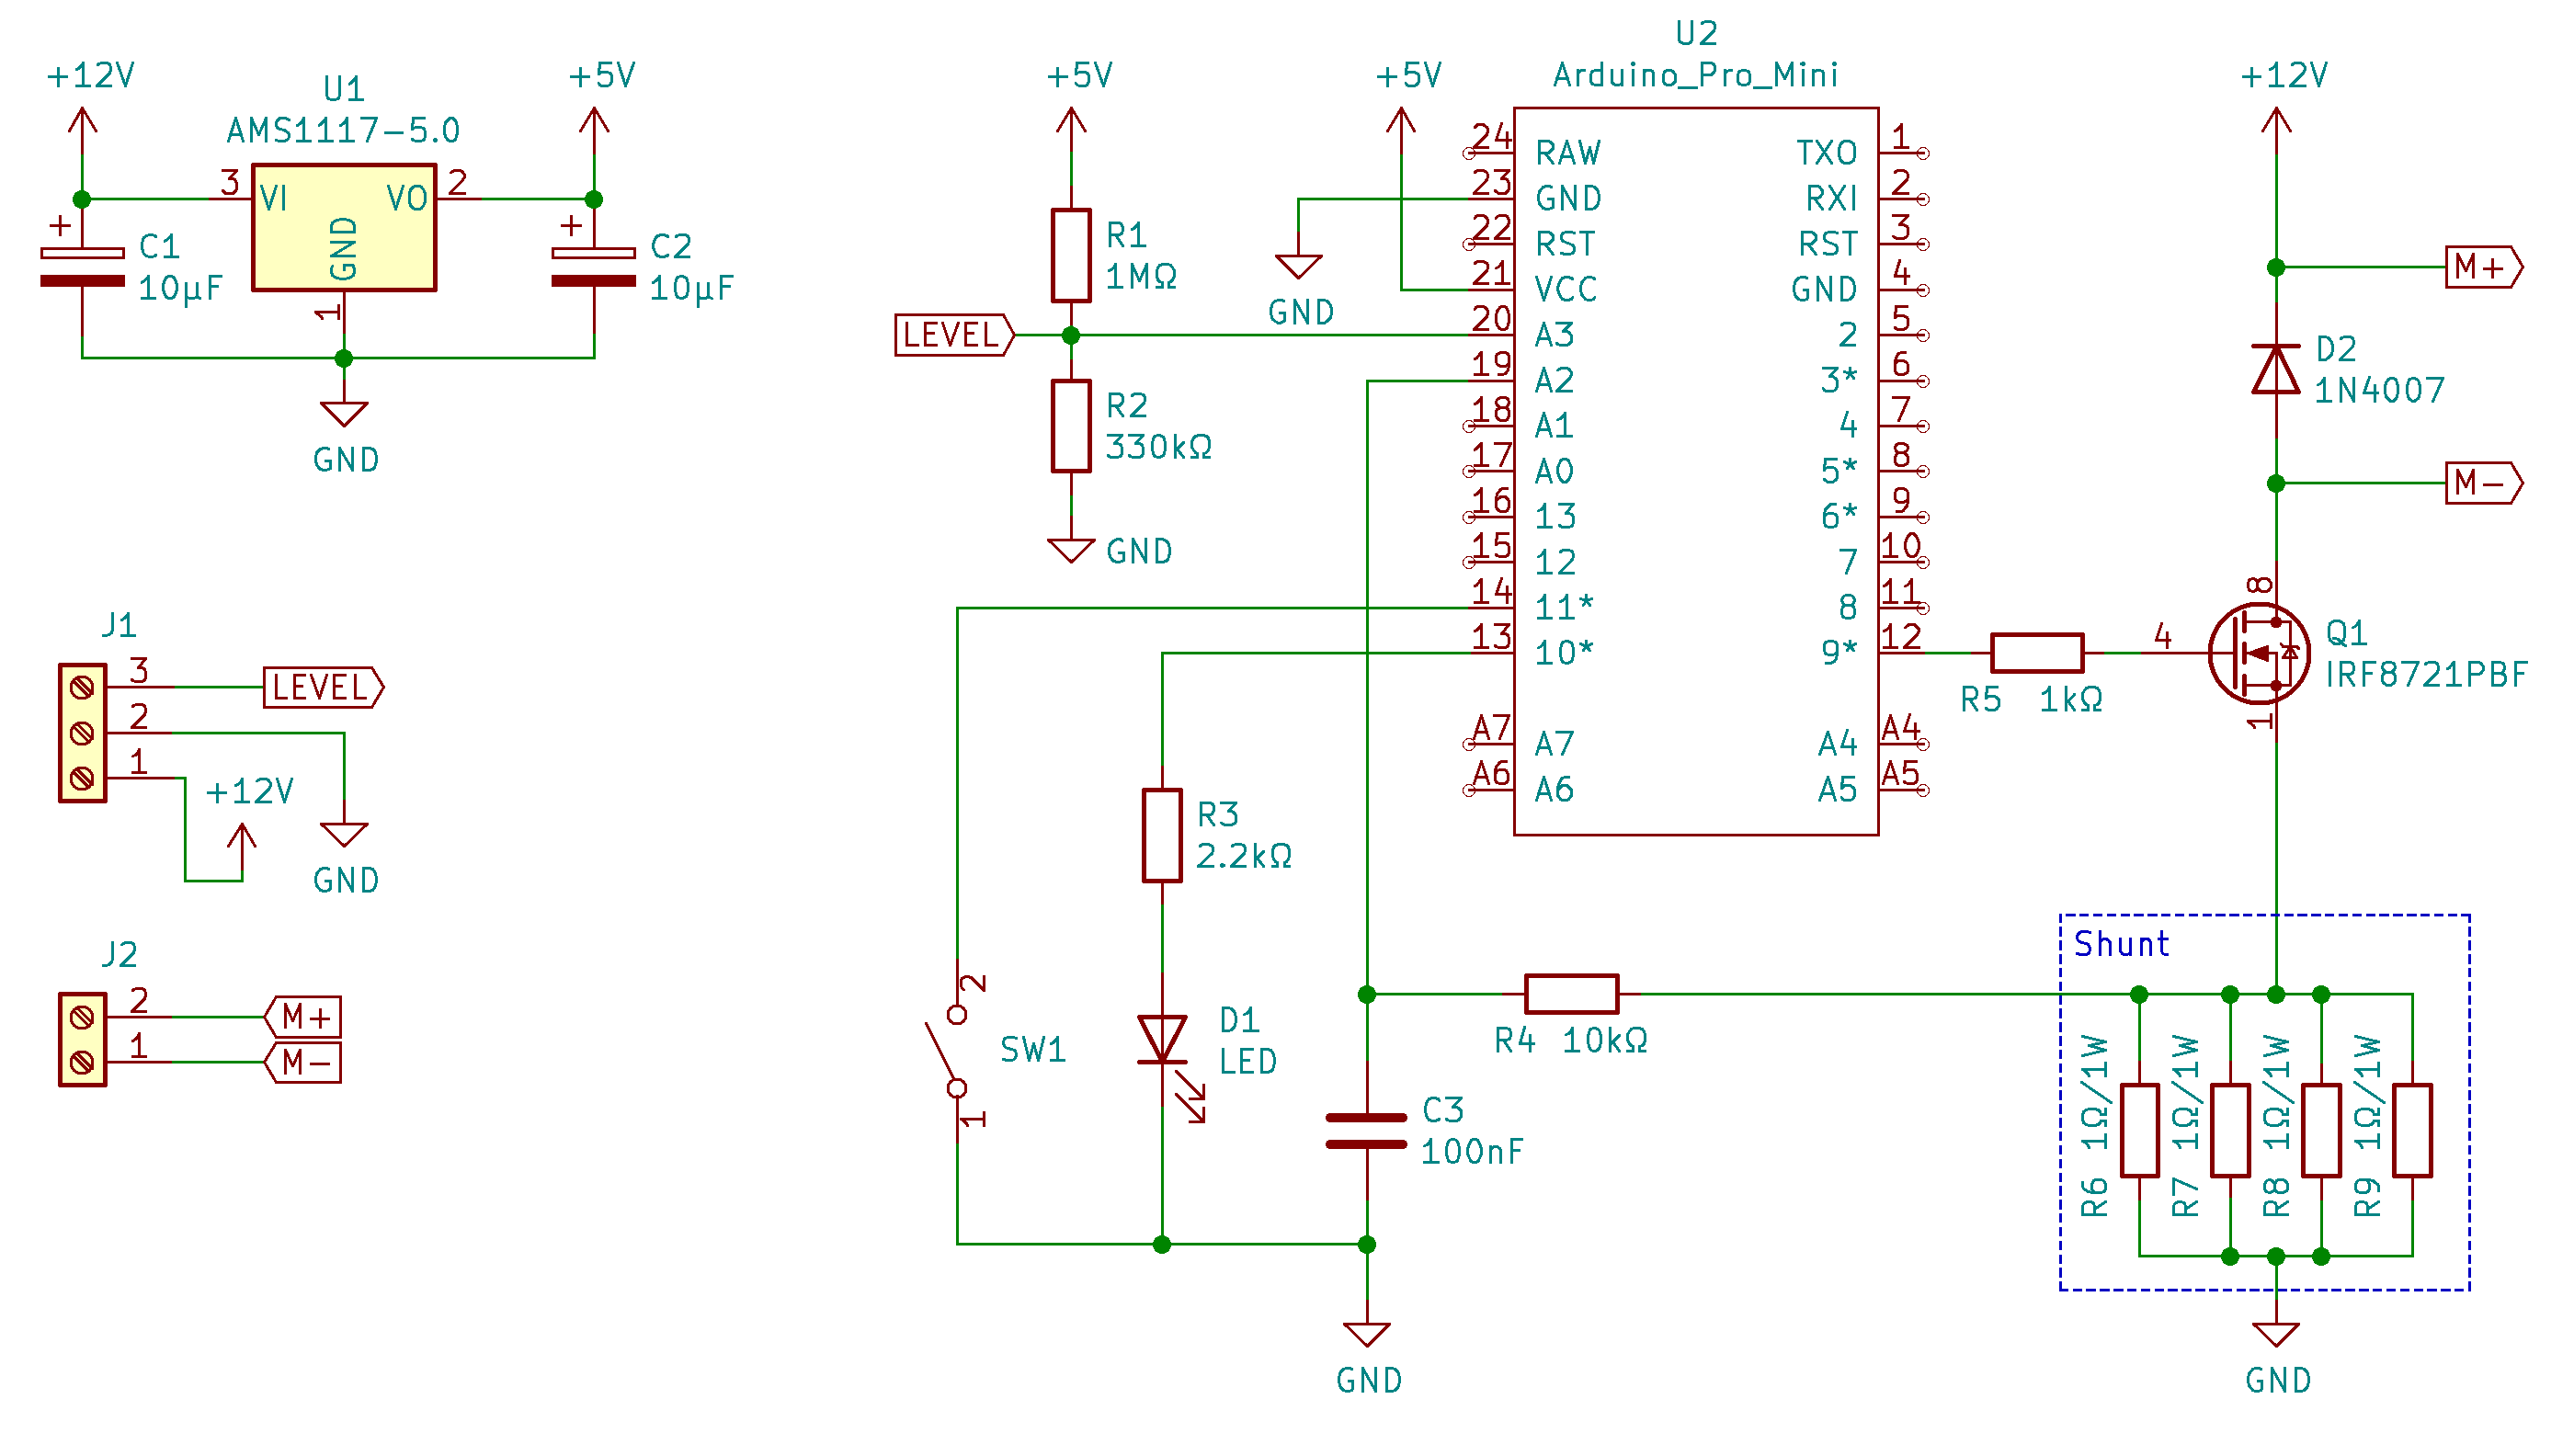 +12V
U1
AMS1117-5.0
+5V
3
VI
VO
2
GND
1
+
C1
10µF
+
C2
10µF
GND
J1
3
LEVEL
2
1
+12V
GND
J2
2
M+
1
M-
+5V
R1
1MΩ
LEVEL
R2
330kΩ
GND
+5V
GND
U2
Arduino_Pro_Mini
24 RAW TXO 1
23 GND RXI 2
22 RST RST 3
21 VCC GND 4
20 A3 2 5
19 A2 3* 6
18 A1 4 7
17 A0 5* 8
16 13 6* 9
15 12 7 10
14 11* 8 11
13 10* 9* 12
A7 A7 A4 A4
A6 A6 A5 A5
R3
2.2kΩ
2
SW1
1
D1
LED
R4 10kΩ
C3
100nF
GND
+12V
M+
D2
1N4007
M-
8
4
Q1
IRF8721PBF
1
R5 1kΩ
Shunt
R6 1Ω/1W
R7 1Ω/1W
R8 1Ω/1W
R9 1Ω/1W
GND